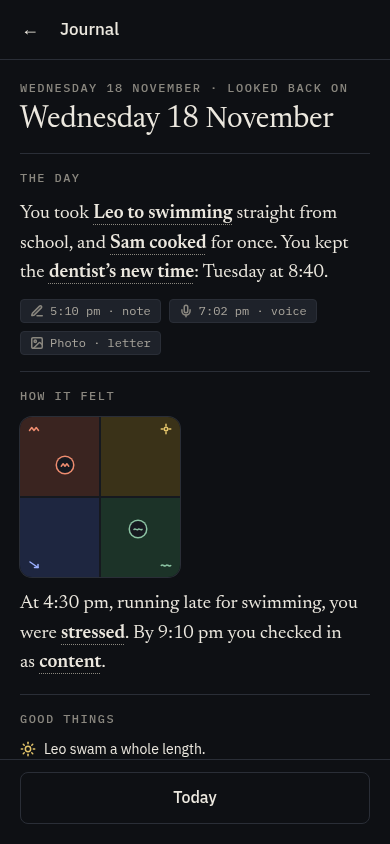 ← Journal
WEDNESDAY 18 NOVEMBER · LOOKED BACK ON
Wednesday 18 November
THE DAY
You took Leo to swimming straight from
school, and Sam cooked for once. You kept
the dentist’s new time: Tuesday at 8:40.
5:10 pm · note
7:02 pm · voice
Photo · letter
HOW IT FELT
At 4:30 pm, running late for swimming, you
were stressed. By 9:10 pm you checked in
as content.
GOOD THINGS
Leo swam a whole length.
Today